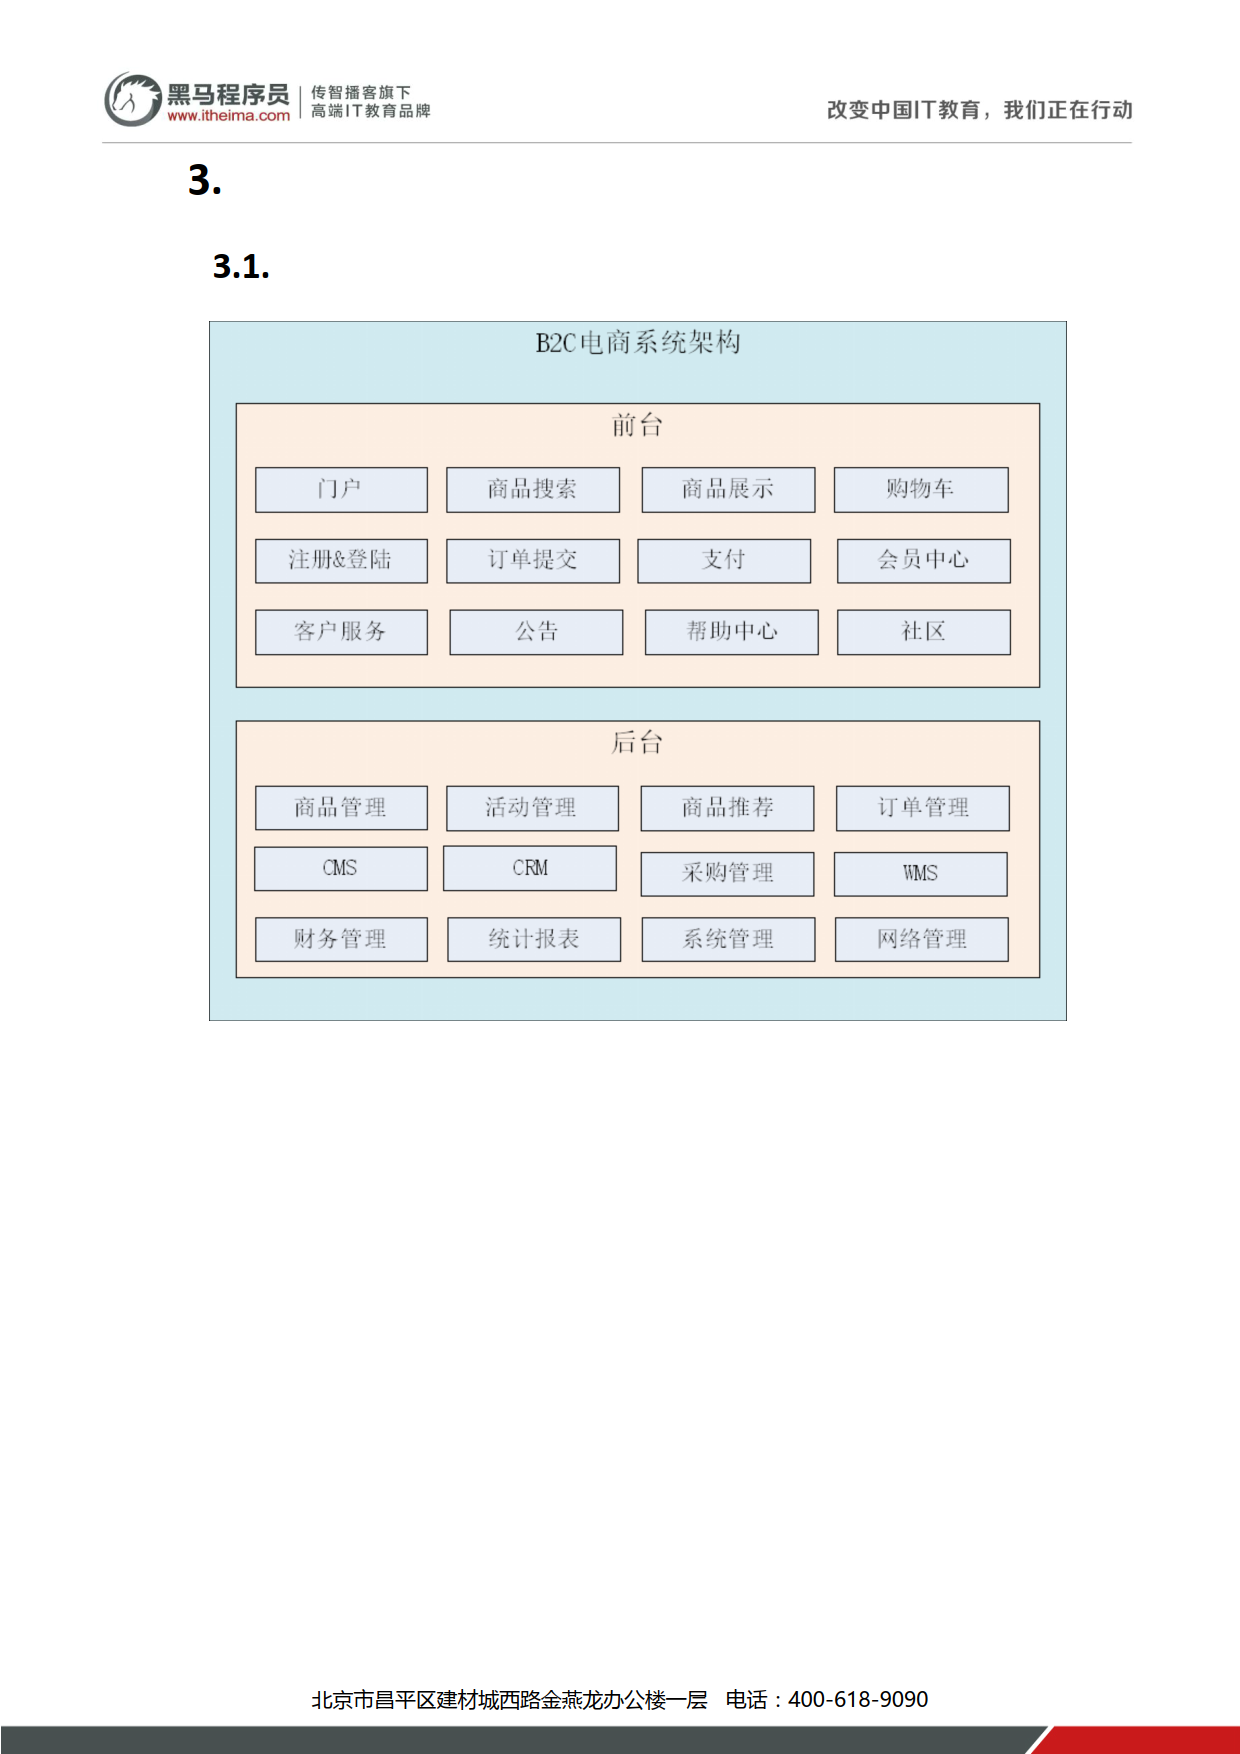 黑马程序员
www.itheima.com
传智播客旗下
高端IT教育品牌
改变中国IT教育，我们正在行动
3.
3.1.
B2C电商系统架构
前台
门户 商品搜索 商品展示 购物车
注册&登陆 订单提交 支付 会员中心
客户服务 公告 帮助中心 社区
后台
商品管理 活动管理 商品推荐 订单管理
CMS CRM 采购管理 WMS
财务管理 统计报表 系统管理 网络管理
北京市昌平区建材城西路金燕龙办公楼一层 电话：400-618-9090